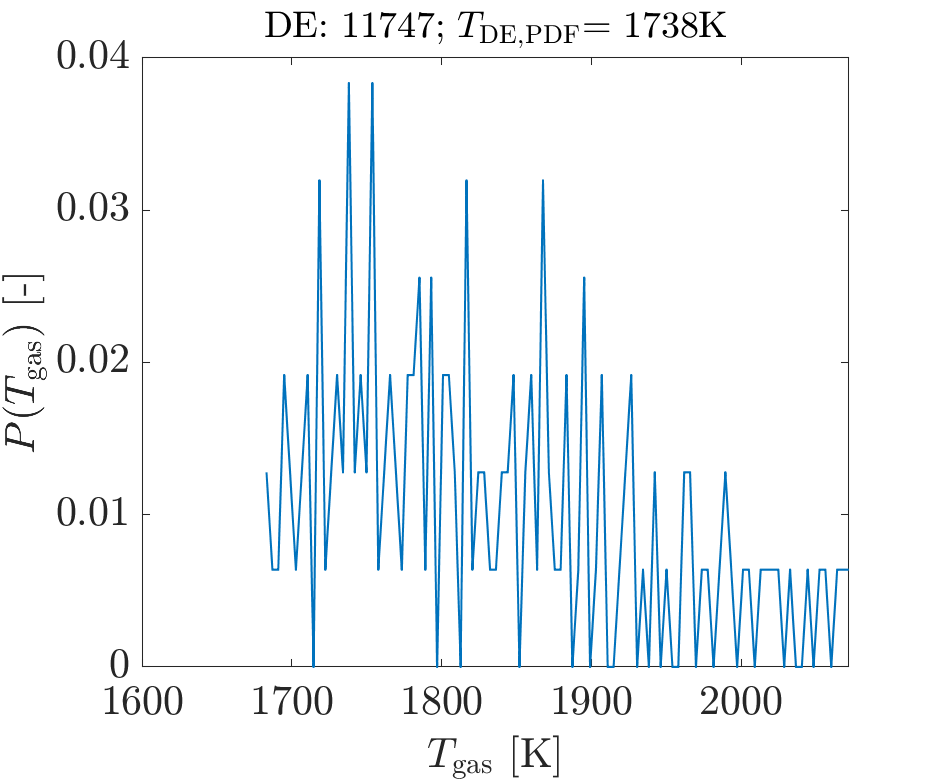 DE: 11747; T_DE,PDF= 1738K
0.04
0.03
0.02
0.01
0
P(T_gas) [-]
1600 1700 1800 1900 2000
T_gas [K]